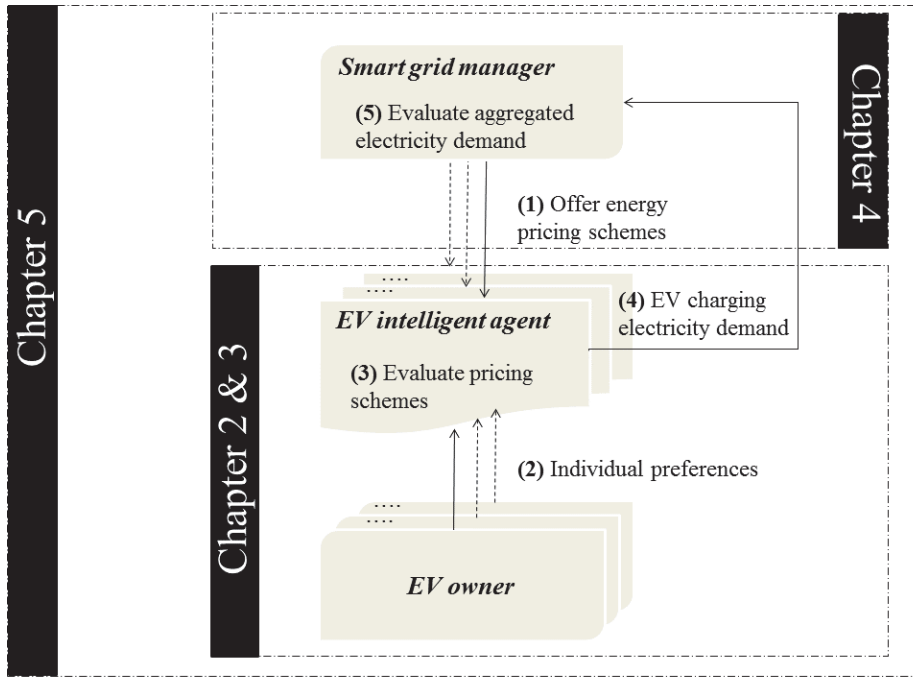 Chapter 5
Chapter 4
Smart grid manager
(5) Evaluate aggregated
electricity demand
(1) Offer energy
pricing schemes
Chapter 2 & 3
....
....
EV intelligent agent
(3) Evaluate pricing
schemes
(4) EV charging
electricity demand
(2) Individual preferences
....
....
EV owner